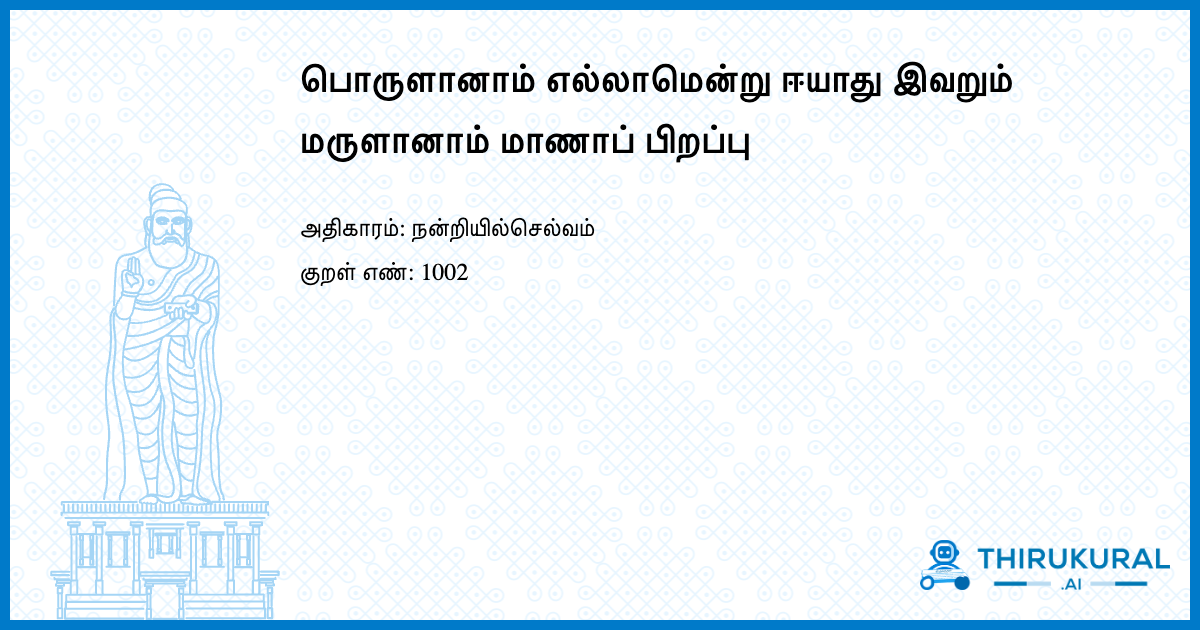 பொருளானாம் எல்லாமென்று ஈயாது இவறும்
மருளானாம் மாணாப் பிறப்பு
அதிகாரம்: நன்றியில்செல்வம்
குறள் எண்: 1002
THIRUKURAL
.AI